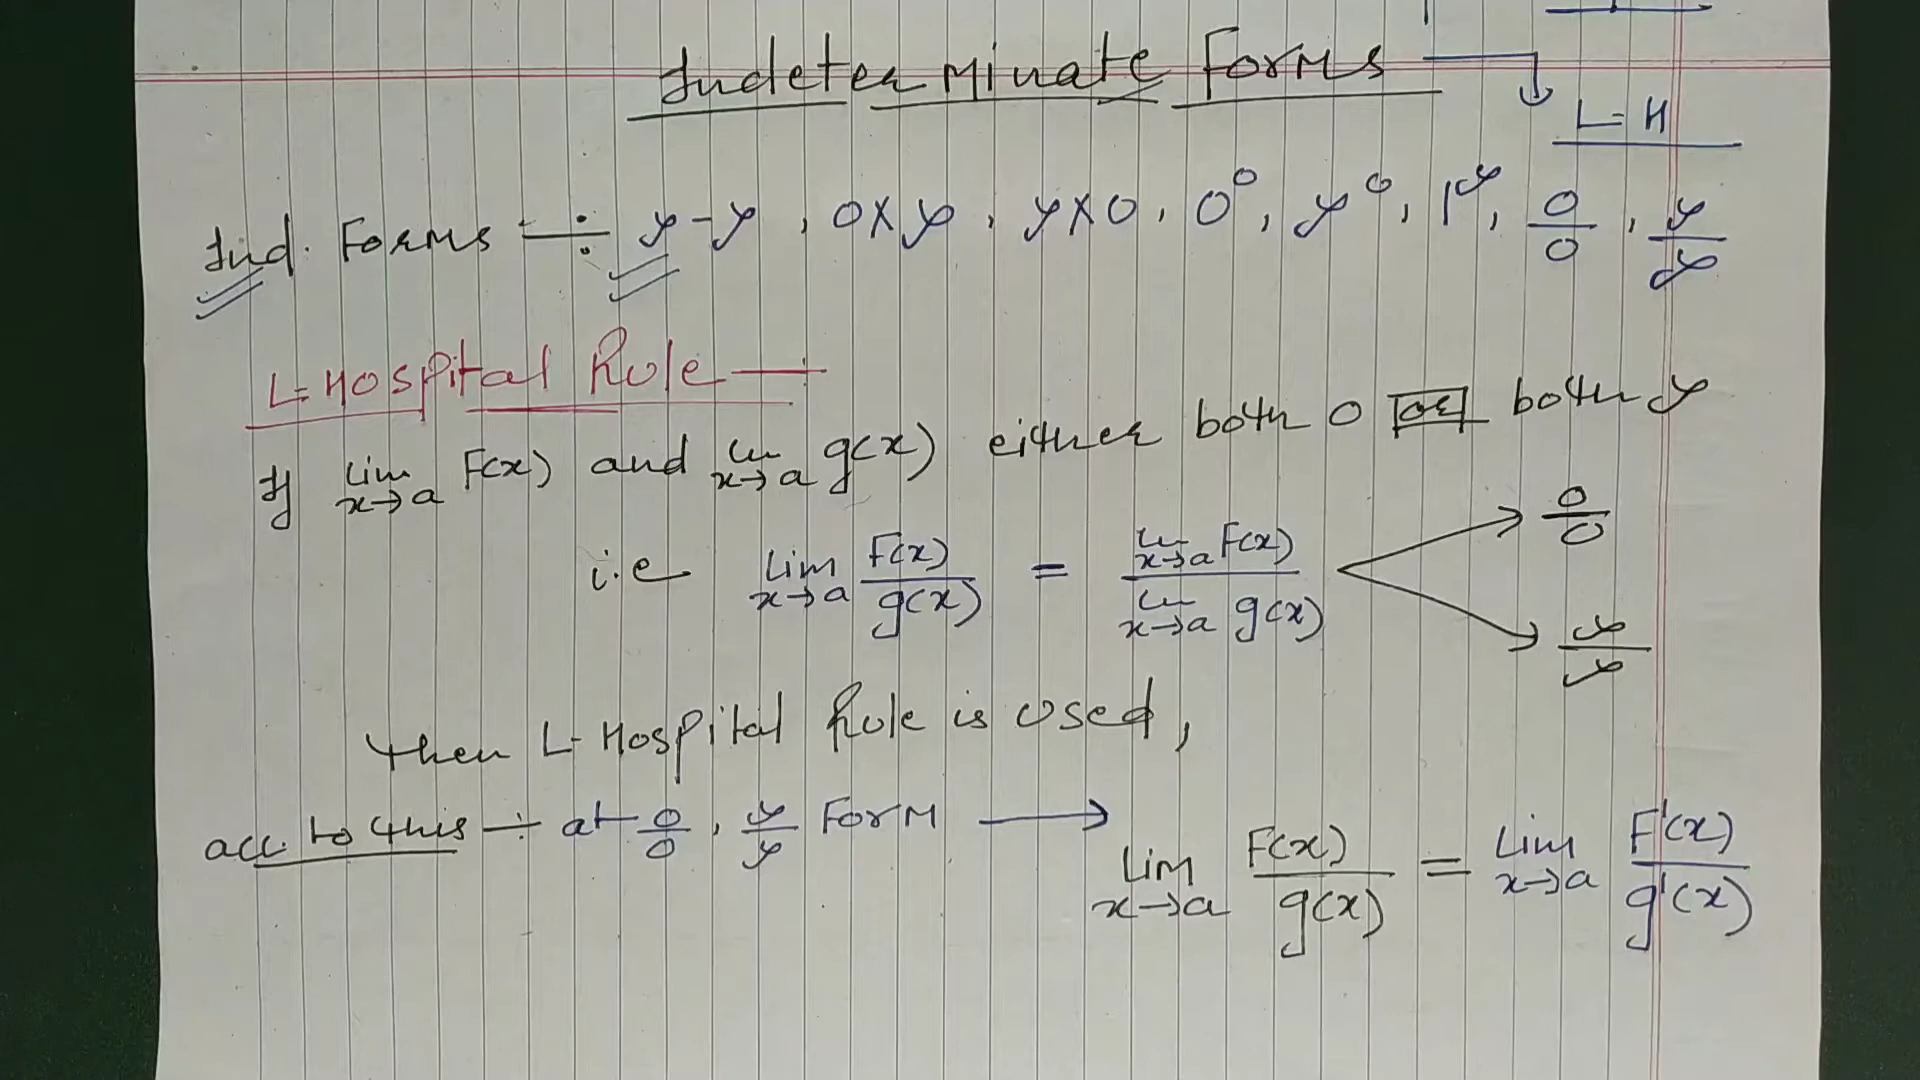 Indeterminate Forms
L-H
Ind. Forms ÷ ∞-∞, 0×∞, ∞×0, 0⁰, ∞⁰, 1^∞, 0/0, ∞/∞
L-Hospital Rule ÷
If lim x→a F(x) and lim x→a g(x) either both 0 or both ∞
i.e lim x→a F(x)/g(x) = lim x→a F(x) / lim x→a g(x) → 0/0 → ∞/∞
then L-Hospital Rule is used,
acc. to this ÷ at 0/0, ∞/∞ Form → lim x→a F(x)/g(x) = lim x→a F'(x)/g'(x)